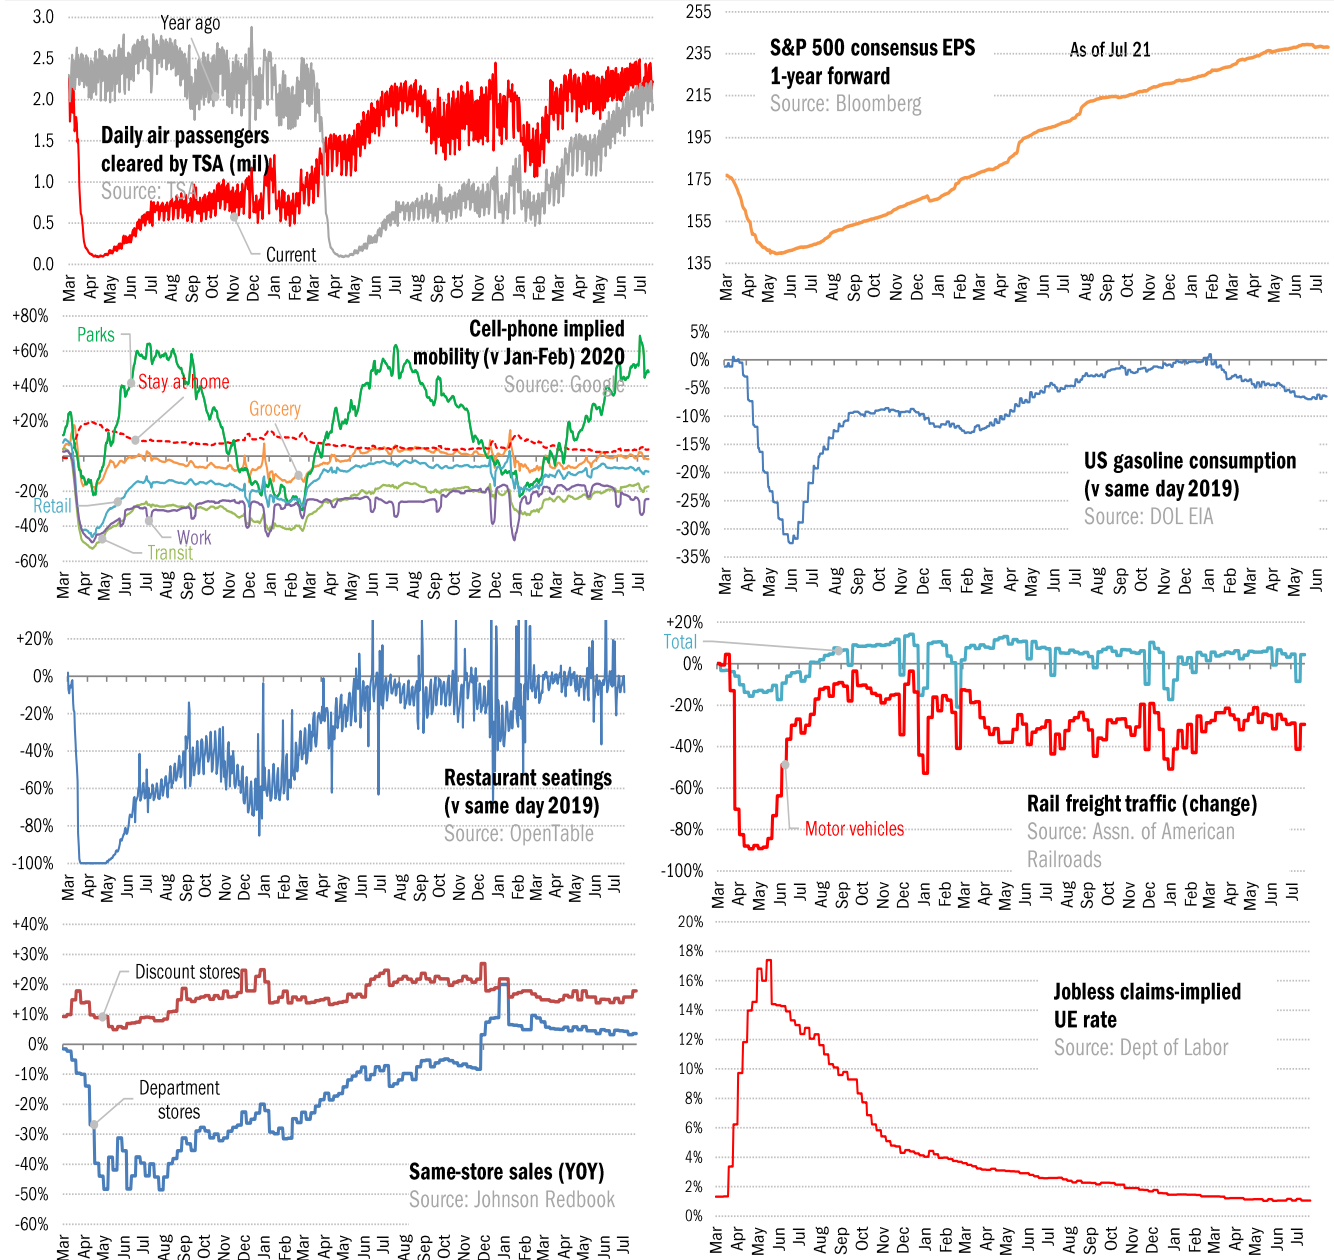 3.0
2.5
2.0
1.5
1.0
0.5
0.0
Year ago
Daily air passengers
cleared by TSA (mil)
Source: TSA
Current
Mar Apr May Jun Jul Aug Sep Oct Nov Dec Jan Feb Mar Apr May Jun Jul Aug Sep Oct Nov Dec Jan Feb Mar Apr May Jun Jul
255
235
215
195
175
155
135
S&P 500 consensus EPS
1-year forward
Source: Bloomberg
As of Jul 21
Mar Apr May Jun Jul Aug Sep Oct Nov Dec Jan Feb Mar Apr May Jun Jul Aug Sep Oct Nov Dec Jan Feb Mar Apr May Jun Jul
+80%
+60%
+40%
+20%
0%
-20%
-40%
-60%
Parks
Stay at home
Grocery
Retail
Work
Transit
Cell-phone implied
mobility (v Jan-Feb) 2020
Source: Google
Mar Apr May Jun Jul Aug Sep Oct Nov Dec Jan Feb Mar Apr May Jun Jul Aug Sep Oct Nov Dec Jan Feb Mar Apr May Jun Jul
5%
0%
-5%
-10%
-15%
-20%
-25%
-30%
-35%
US gasoline consumption
(v same day 2019)
Source: DOL EIA
Mar Apr May Jun Jul Aug Sep Oct Nov Dec Jan Feb Mar Apr May Jun Jul Aug Sep Oct Nov Dec Jan Feb Mar Apr May Jun
+20%
0%
-20%
-40%
-60%
-80%
-100%
Restaurant seatings
(v same day 2019)
Source: OpenTable
Mar Apr May Jun Jul Aug Sep Oct Nov Dec Jan Feb Mar Apr May Jun Jul Aug Sep Oct Nov Dec Jan Feb Mar Apr May Jun Jul
+20%
0%
-20%
-40%
-60%
-80%
-100%
Total
Motor vehicles
Rail freight traffic (change)
Source: Assn. of American
Railroads
Mar Apr May Jun Jul Aug Sep Oct Nov Dec Jan Feb Mar Apr May Jun Jul Aug Sep Oct Nov Dec Jan Feb Mar Apr May Jun Jul
+40%
+30%
+20%
+10%
0%
-10%
-20%
-30%
-40%
-50%
-60%
Discount stores
Department
stores
Same-store sales (YOY)
Source: Johnson Redbook
Mar Apr May Jun Jul Aug Sep Oct Nov Dec Jan Feb Mar Apr May Jun Jul Aug Sep Oct Nov Dec Jan Feb Mar Apr May Jun Jul
20%
18%
16%
14%
12%
10%
8%
6%
4%
2%
0%
Jobless claims-implied
UE rate
Source: Dept of Labor
Mar Apr May Jun Jul Aug Sep Oct Nov Dec Jan Feb Mar Apr May Jun Jul Aug Sep Oct Nov Dec Jan Feb Mar Apr May Jun Jul